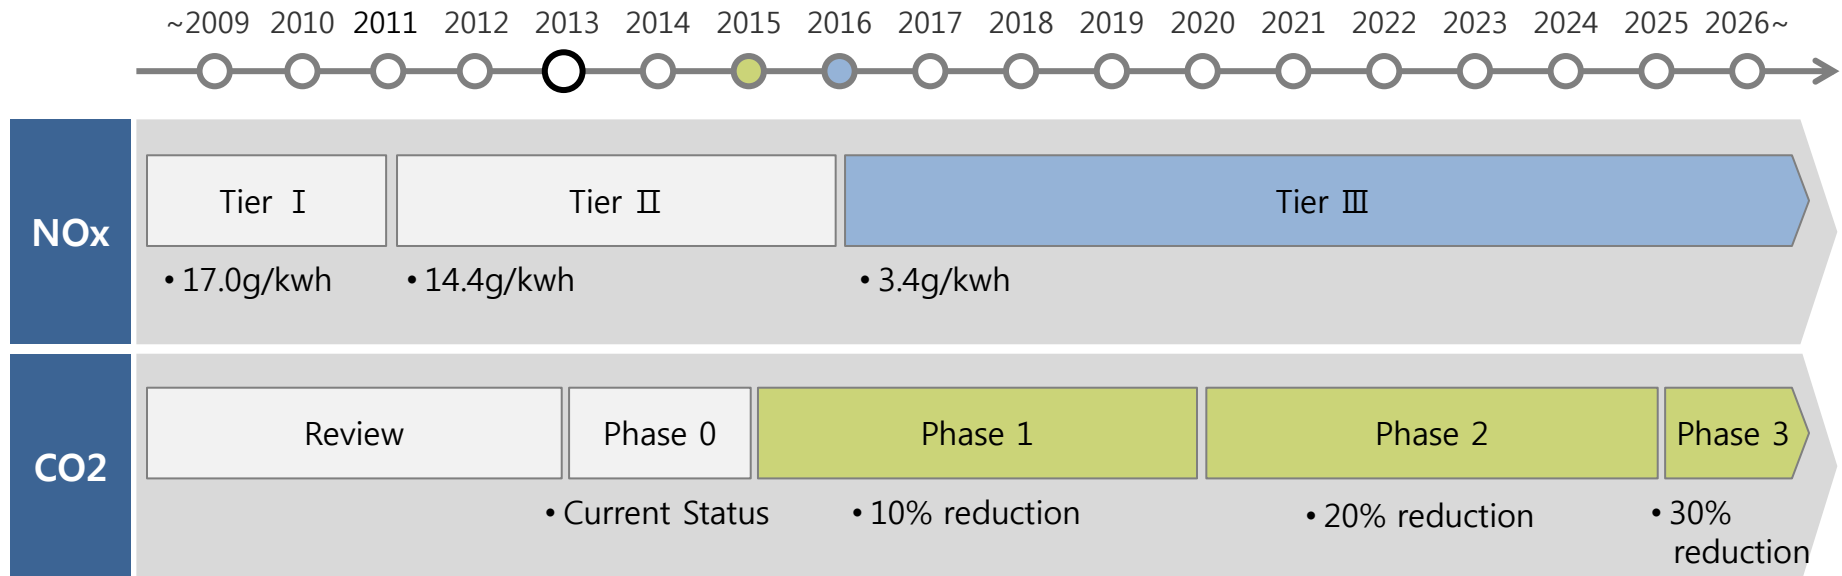 ~2009 2010 2011 2012 2013 2014 2015 2016 2017 2018 2019 2020 2021 2022 2023 2024 2025 2026~
NOx
Tier Ⅰ
Tier Ⅱ
Tier Ⅲ
• 17.0g/kwh
• 14.4g/kwh
• 3.4g/kwh
CO2
Review
Phase 0
Phase 1
Phase 2
Phase 3
• Current Status
• 10% reduction
• 20% reduction
• 30%
reduction